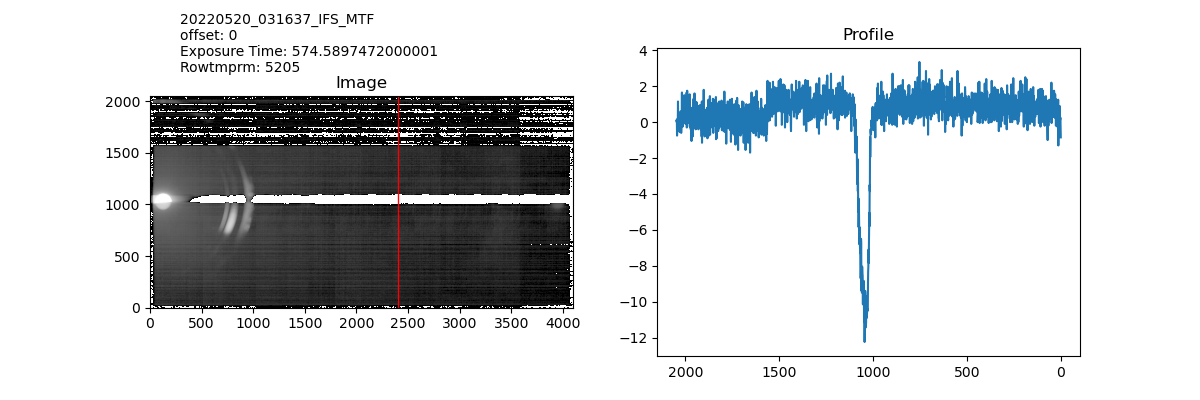 20220520_031637_IFS_MTF
offset: 0
Exposure Time: 574.5897472000001
Rowtmprm: 5205
Image
2000
1500
1000
500
0
0 500 1000 1500 2000 2500 3000 3500 4000
Profile
4
2
0
−2
−4
−6
−8
−10
−12
2000 1500 1000 500 0